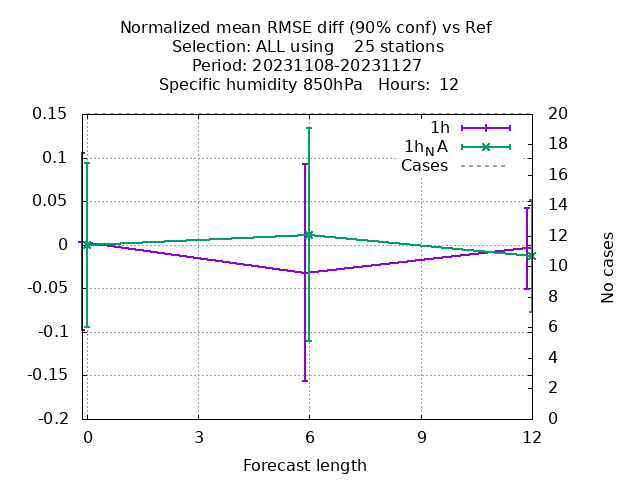 Normalized mean RMSE diff (90% conf) vs Ref
Selection: ALL using    25 stations
Period: 20231108-20231127
Specific humidity 850hPa   Hours:  12
1h
1h_N A
Cases
0.15
0.1
0.05
0
-0.05
-0.1
-0.15
-0.2
20
18
16
14
12
10
8
6
4
2
0
No cases
0 3 6 9 12
Forecast length